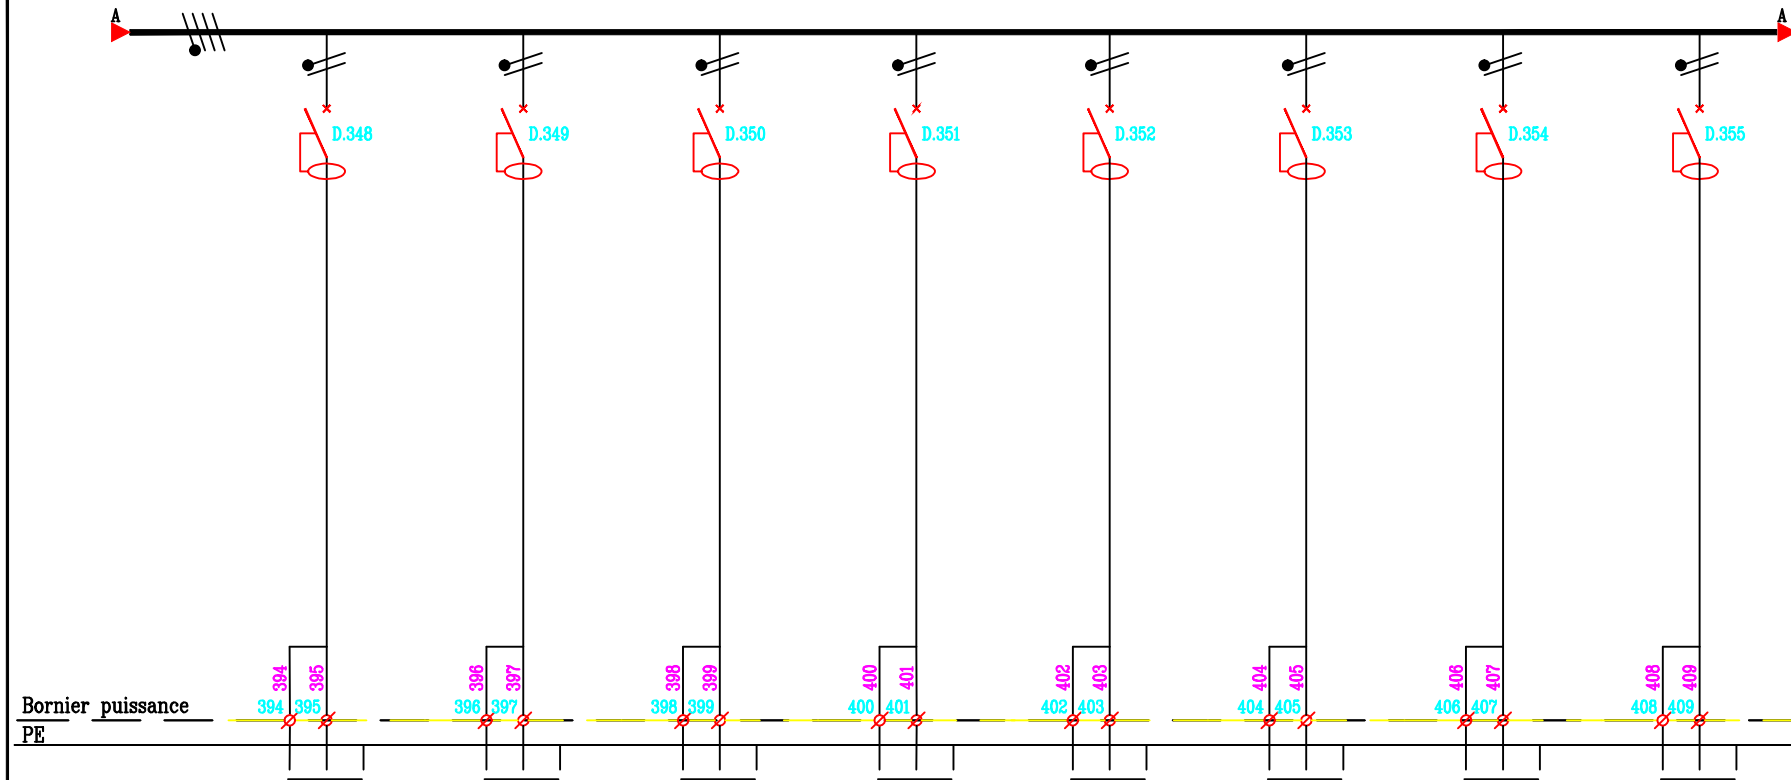 A A
D.348 D.349 D.350 D.351 D.352 D.353 D.354 D.355
394 395 396 397 398 399 400 401 402 403 404 405 406 407 408 409
Bornier puissance 394 395 396 397 398 399 400 401 402 403 404 405 406 407 408 409
PE